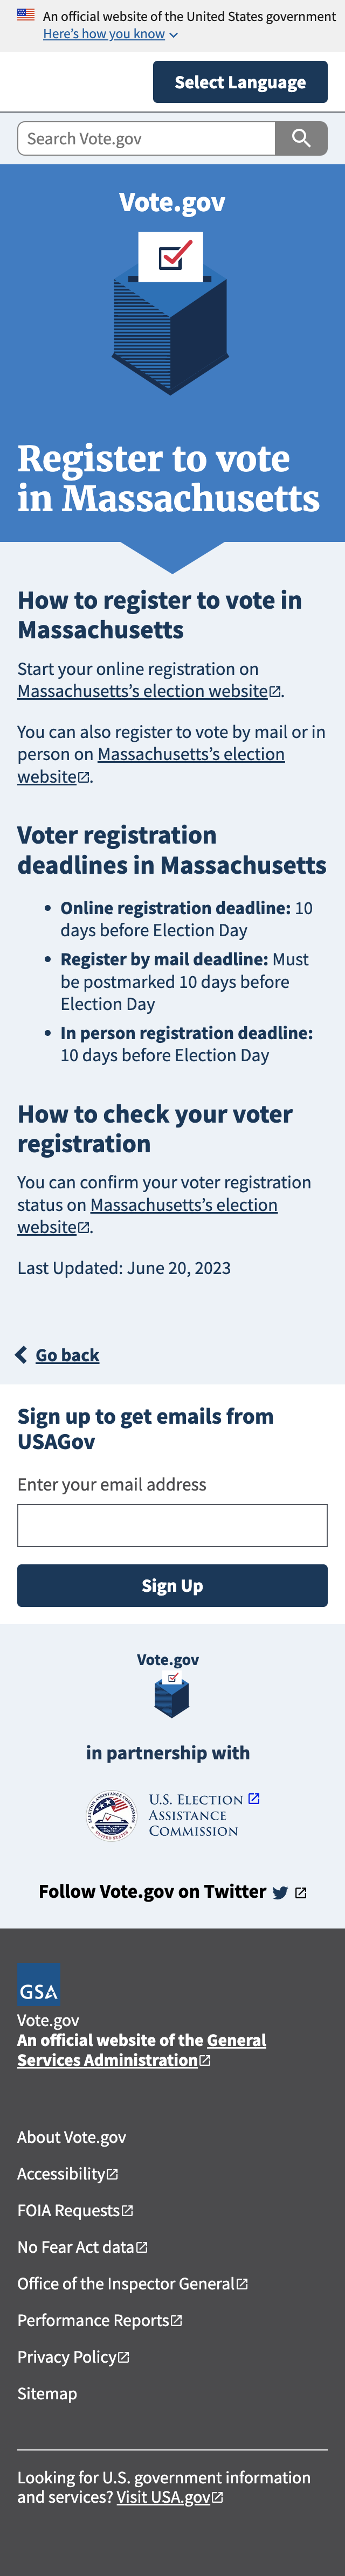 An official website of the United States government
Here's how you know
Select Language
Search Vote.gov
Vote.gov
Register to vote
in Massachusetts
How to register to vote in
Massachusetts
Start your online registration on
Massachusetts's election website.
You can also register to vote by mail or in
person on Massachusetts's election
website.
Voter registration
deadlines in Massachusetts
• Online registration deadline: 10
days before Election Day
• Register by mail deadline: Must
be postmarked 10 days before
Election Day
• In person registration deadline:
10 days before Election Day
How to check your voter
registration
You can confirm your voter registration
status on Massachusetts's election
website.
Last Updated: June 20, 2023
Go back
Sign up to get emails from
USAGov
Enter your email address
Sign Up
Vote.gov
in partnership with
U.S. Election
Assistance
Commission
Follow Vote.gov on Twitter
GSA
Vote.gov
An official website of the General
Services Administration
About Vote.gov
Accessibility
FOIA Requests
No Fear Act data
Office of the Inspector General
Performance Reports
Privacy Policy
Sitemap
Looking for U.S. government information
and services? Visit USA.gov